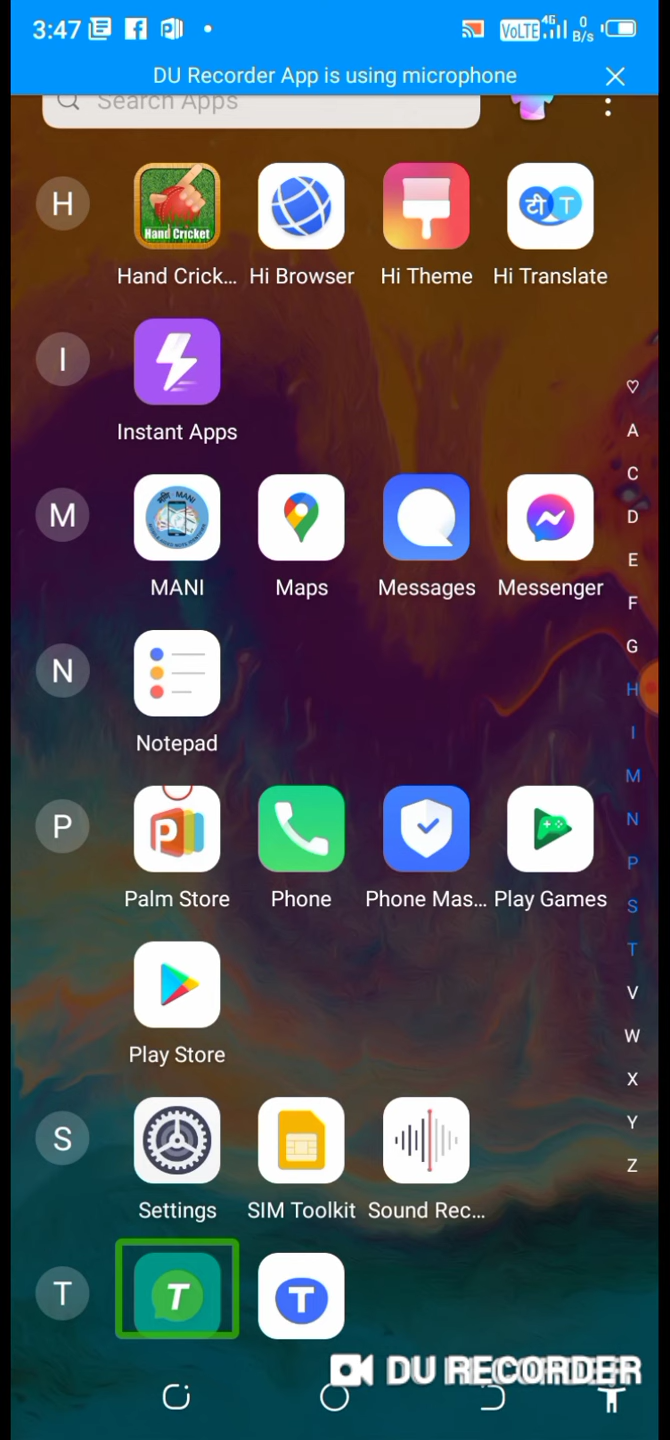 3:47 VoLTE 4G 0 B/s
DU Recorder App is using microphone
Search Apps
H
Hand Cricket
Hand Crick... Hi Browser Hi Theme Hi Translate
टी T
I
Instant Apps
M
MANI
MANI Maps Messages Messenger
N
Notepad
P
Palm Store Phone Phone Mas... Play Games
Play Store
S
Settings SIM Toolkit Sound Rec...
T
T T
A
C
D
E
F
G
H
I
M
N
P
S
T
V
W
X
Y
Z
DU RECORDER